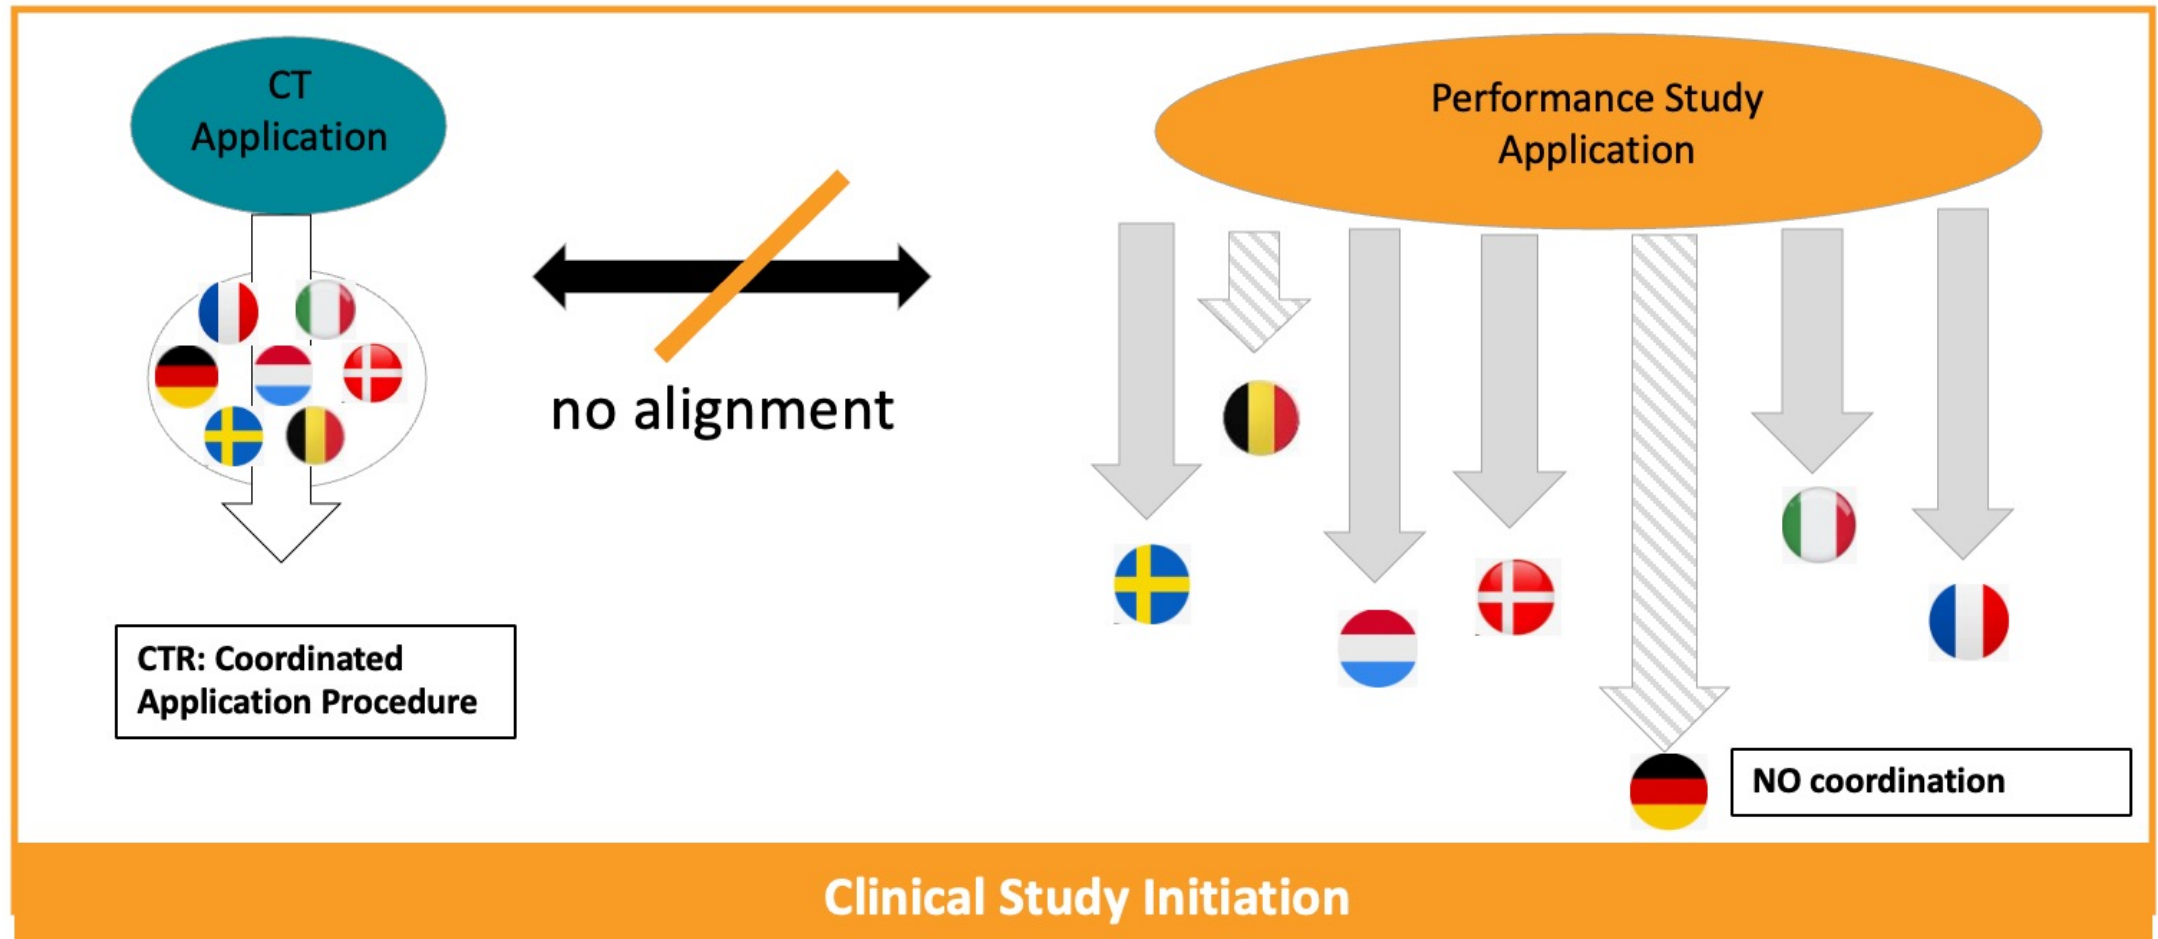 CT
Application
Performance Study
Application
no alignment
CTR: Coordinated
Application Procedure
NO coordination
Clinical Study Initiation